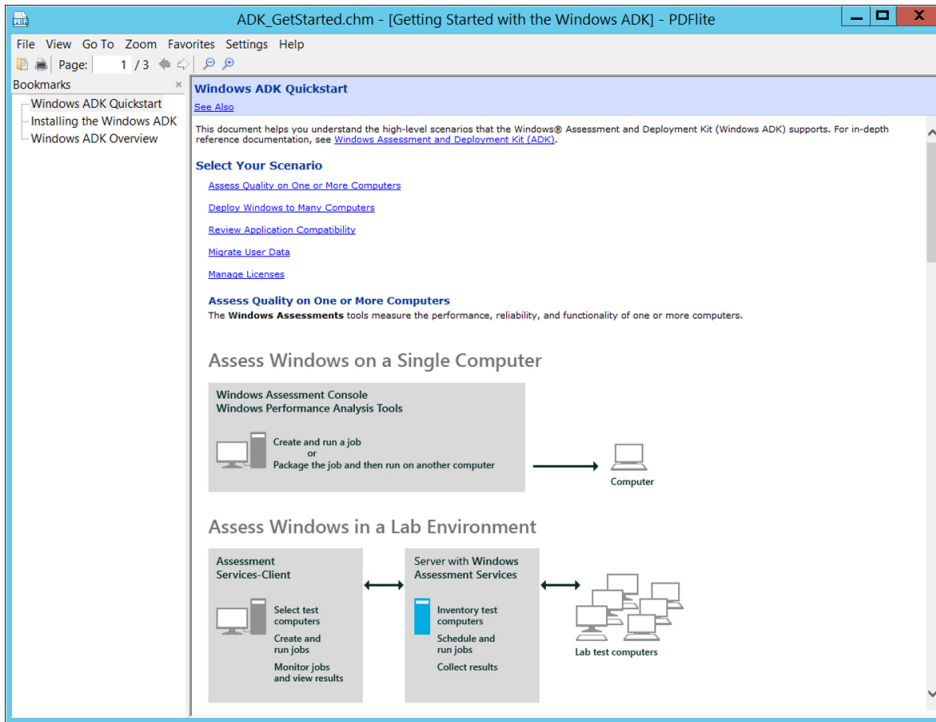 ADK_GetStarted.chm - [Getting Started with the Windows ADK] - PDFlite
File View Go To Zoom Favorites Settings Help
Page: 1 / 3
Bookmarks
Windows ADK Quickstart
Installing the Windows ADK
Windows ADK Overview
Windows ADK Quickstart
See Also
This document helps you understand the high-level scenarios that the Windows® Assessment and Deployment Kit (Windows ADK) supports. For in-depth
reference documentation, see Windows Assessment and Deployment Kit (ADK).
Select Your Scenario
Assess Quality on One or More Computers
Deploy Windows to Many Computers
Review Application Compatibility
Migrate User Data
Manage Licenses
Assess Quality on One or More Computers
The Windows Assessments tools measure the performance, reliability, and functionality of one or more computers.
Assess Windows on a Single Computer
Windows Assessment Console
Windows Performance Analysis Tools
Create and run a job
or
Package the job and then run on another computer
Computer
Assess Windows in a Lab Environment
Assessment
Services-Client
Select test
computers
Create and
run jobs
Monitor jobs
and view results
Server with Windows
Assessment Services
Inventory test
computers
Schedule and
run jobs
Collect results
Lab test computers